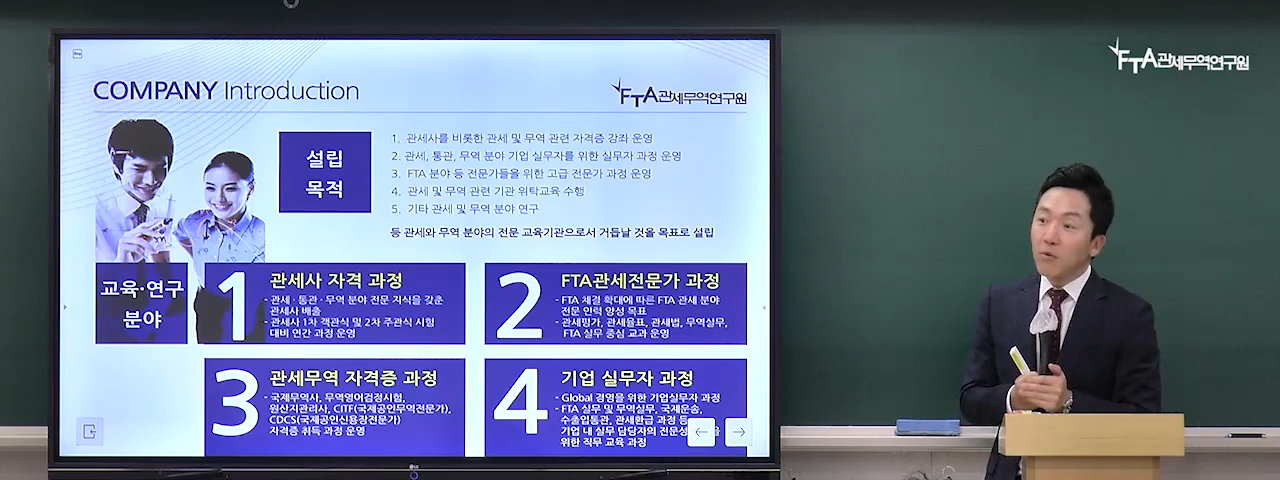 COMPANY Introduction
FTA관세무역연구원
FTA관세무역연구원
설립
목적
1. 관세사를 비롯한 관세 및 무역 관련 자격증 강좌 운영
2. 관세, 통관, 무역 분야 기업 실무자를 위한 실무자 과정 운영
3. FTA 분야 등 전문가들을 위한 고급 전문가 과정 운영
4. 관세 및 무역 관련 기관 위탁교육 수행
5. 기타 관세 및 무역 분야 연구
등 관세와 무역 분야의 전문 교육기관으로서 거듭날 것을 목표로 설립
교육·연구
분야
1
관세사 자격 과정
- 관세·통관·무역 분야 전문 지식을 갖춘
관세사 배출
- 관세사 1차 객관식 및 2차 주관식 시험
대비 연간 과정 운영
2
FTA관세전문가 과정
- FTA 체결 확대에 따른 FTA 관세 분야
전문 인력 양성 목표
- 관세평가, 관세율표, 관세법, 무역실무,
FTA 실무 중심 교과 운영
3
관세무역 자격증 과정
- 국제무역사, 무역영어검정시험,
원산지관리사, CITF(국제공인무역전문가),
CDCS(국제공인신용장전문가)
자격증 취득 과정 운영
4
기업 실무자 과정
- Global 경영을 위한 기업실무자 과정
- FTA 실무 및 무역실무, 국제운송,
수출입통관, 관세환급 과정 등
기업 내 실무 담당자의 전문성 을
위한 직무 교육 과정
LG